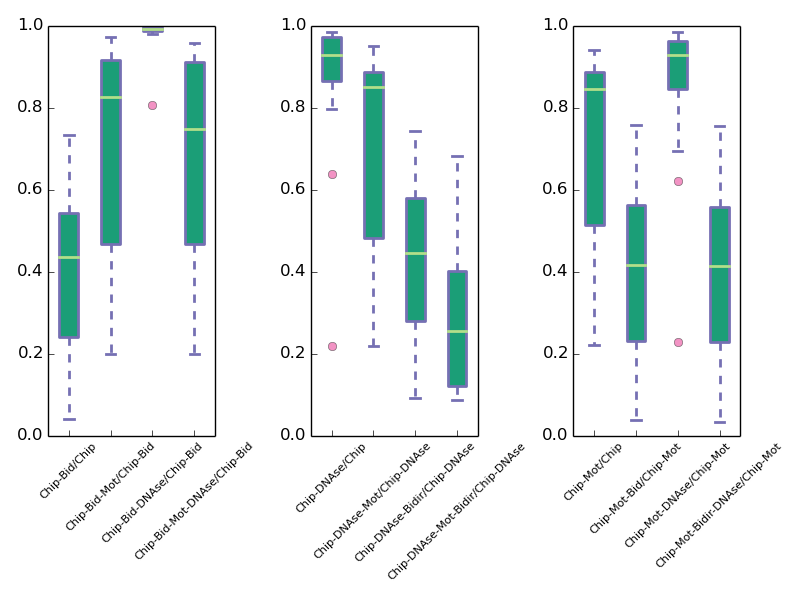 1.0
0.8
0.6
0.4
0.2
0.0
Chip-Bid/Chip
Chip-Bid-Mot/Chip-Bid
Chip-Bid-DNAse/Chip-Bid
Chip-Bid-Mot-DNAse/Chip-Bid
1.0
0.8
0.6
0.4
0.2
0.0
Chip-DNAse/Chip
Chip-DNAse-Mot/Chip-DNAse
Chip-DNAse-Bidir/Chip-DNAse
Chip-DNAse-Mot-Bidir/Chip-DNAse
1.0
0.8
0.6
0.4
0.2
0.0
Chip-Mot/Chip
Chip-Mot-Bid/Chip-Mot
Chip-Mot-DNAse/Chip-Mot
Chip-Mot-Bidir-DNAse/Chip-Mot